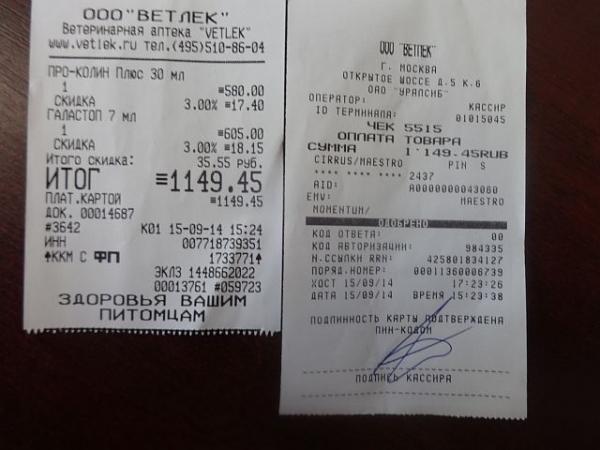 ООО "ВЕТЛЕК"
Ветеринарная аптека "VETLEK"
www.vetlek.ru тел.(495)510-86-04
ПРО-КОЛИН Плюс 30 мл
1 ≡580.00
СКИДКА 3.00% ≡17.40
ГАЛАСТОП 7 мл
1 ≡605.00
СКИДКА 3.00% ≡18.15
Итого скидка: 35.55 РУБ.
ИТОГ ≡1149.45
ПЛАТ.КАРТОЙ ≡1149.45
ДОК. 00014687
#3642 К01 15-09-14 15:24
ИНН 007718739351
ККМ С ФП 1733771
ЭКЛЗ 1448662022
00013761 #059723
ЗДОРОВЬЯ ВАШИМ
ПИТОМЦАМ
ООО "ВЕТЛЕК"
Г. МОСКВА
ОТКРЫТОЕ ШОССЕ Д.5 К.6
ОАО "УРАЛСИБ"
ОПЕРАТОР: КАССИР
ID ТЕРМИНАЛА: 01015045
ЧЕК 5515
ОПЛАТА ТОВАРА
СУММА 1'149.45RUB
CIRRUS/MAESTRO PIN S
**** **** **** 2437
AID: A0000000043060
EMV: MAESTRO
MOMENTUM/
ОДОБРЕНО
КОД ОТВЕТА: 00
КОД АВТОРИЗАЦИИ: 984335
N.ССЫЛКИ RRN: 425801834127
ПОРЯД.НОМЕР: 00011360006739
ХОСТ 15/09/14 17:23:26
ДАТА 15/09/14 ВРЕМЯ 15:23:38
ПОДЛИННОСТЬ КАРТЫ ПОДТВЕРЖДЕНА
ПИН-КОДОМ
ПОДПИСЬ КАССИРА